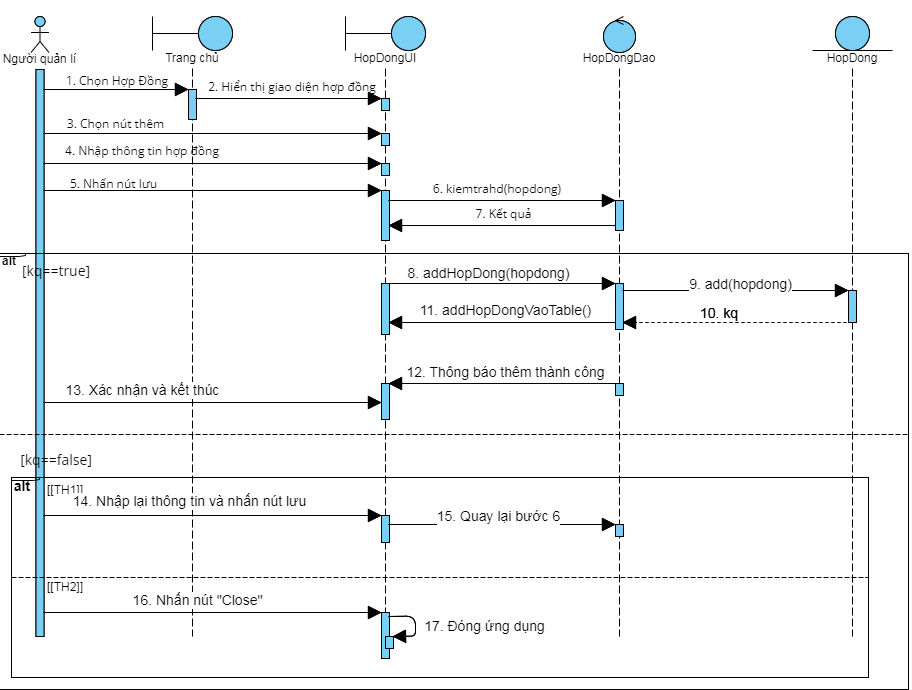 Người quản lí
Trang chủ
HopDongUI
HopDongDao
HopDong
1. Chọn Hợp Đồng
2. Hiển thị giao diện hợp đồng
3. Chọn nút thêm
4. Nhập thông tin hợp đồng
5. Nhấn nút lưu
6. kiemtrahd(hopdong)
7. Kết quả
alt
[kq==true]
8. addHopDong(hopdong)
9. add(hopdong)
10. kq
11. addHopDongVaoTable()
12. Thông báo thêm thành công
13. Xác nhận và kết thúc
[kq==false]
alt
[[TH1]]
14. Nhập lại thông tin và nhấn nút lưu
15. Quay lại bước 6
[[TH2]]
16. Nhấn nút "Close"
17. Đóng ứng dụng